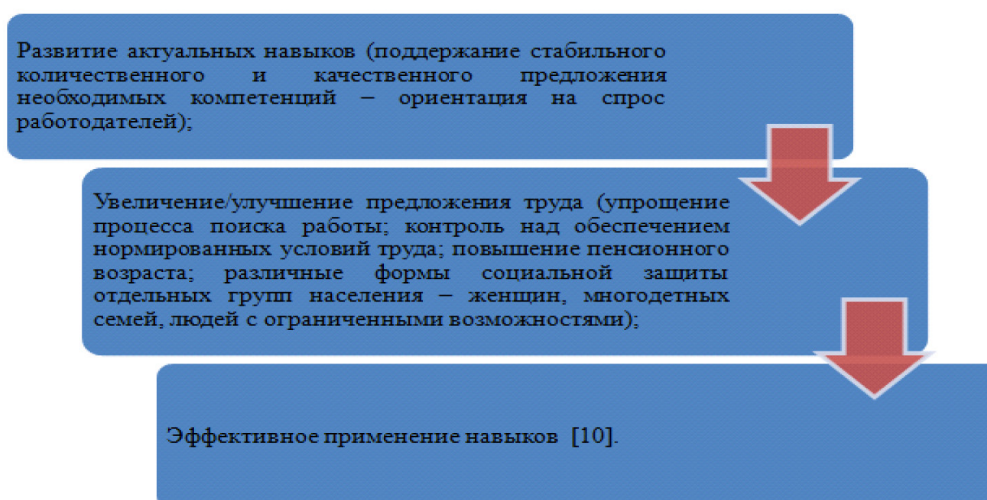 Развитие актуальных навыков (поддержание стабильного
количественного и качественного предложения
необходимых компетенций – ориентация на спрос
работодателей);
Увеличение/улучшение предложения труда (упрощение
процесса поиска работы; контроль над обеспечением
нормированных условий труда; повышение пенсионного
возраста; различные формы социальной защиты
отдельных групп населения – женщин, многодетных
семей, людей с ограниченными возможностями);
Эффективное применение навыков [10].